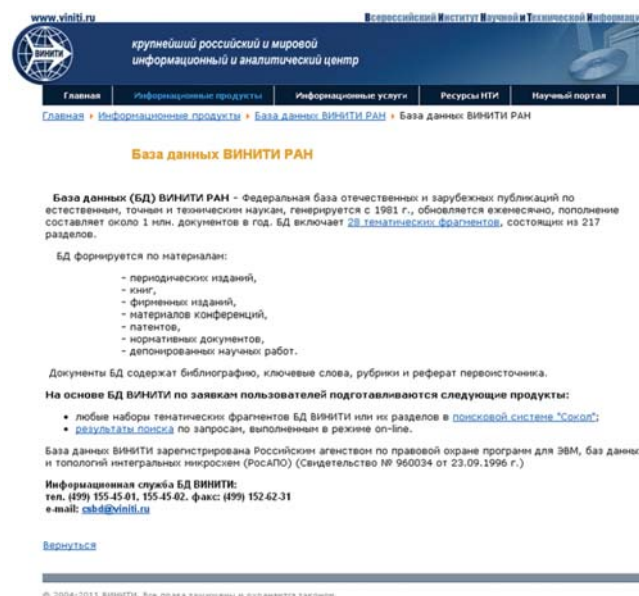 www.viniti.ru
Всероссийский Институт Научной и Технической
ВИНИТИ
крупнейший российский и мировой
информационный и аналитический центр
Главная Информационные продукты Информационные услуги Ресурсы НТИ Научный портал
Главная › Информационные продукты › База данных ВИНИТИ РАН › База данных ВИНИТИ РАН
База данных ВИНИТИ РАН
База данных (БД) ВИНИТИ РАН - Федеральная база отечественных и зарубежных публикаций по
естественным, точным и техническим наукам, генерируется с 1981 г., обновляется ежемесячно, пополнение
составляет около 1 млн. документов в год. БД включает 28 тематических фрагментов, состоящих из 217
разделов.
БД формируется по материалам:
- периодических изданий,
- книг,
- фирменных изданий,
- материалов конференций,
- патентов,
- нормативных документов,
- депонированных научных работ.
Документы БД содержат библиографию, ключевые слова, рубрики и реферат первоисточника.
На основе БД ВИНИТИ по заявкам пользователей подготавливаются следующие продукты:
• любые наборы тематических фрагментов БД ВИНИТИ или их разделов в поисковой системе "Сокол";
• результаты поиска по запросам, выполненным в режиме on-line.
База данных ВИНИТИ зарегистрирована Российским агенством по правовой охране программ для ЭВМ, баз данных
и топологий интегральных микросхем (РосАПО) (Свидетельство № 960034 от 23.09.1996 г.)
Информационная служба БД ВИНИТИ:
тел. (499) 155-45-01, 155-45-02. факс: (499) 152-62-31
e-mail: csbd@viniti.ru
Вернуться
© 2004-2011 ВИНИТИ. Все права защищены и охраняются законом